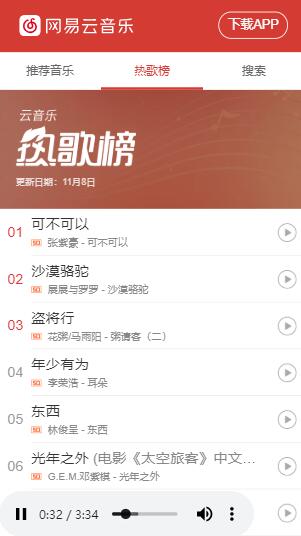 网易云音乐
下载APP
推荐音乐 热歌榜 搜索
云音乐
热歌榜
更新日期：11月8日
01 可不可以
SQ 张紫豪 - 可不可以
02 沙漠骆驼
SQ 展展与罗罗 - 沙漠骆驼
03 盗将行
SQ 花粥/马雨阳 - 粥请客（二）
04 年少有为
SQ 李荣浩 - 耳朵
05 东西
SQ 林俊呈 - 东西
06 光年之外 (电影《太空旅客》中文…
SQ G.E.M.邓紫棋 - 光年之外
0:32 / 3:34